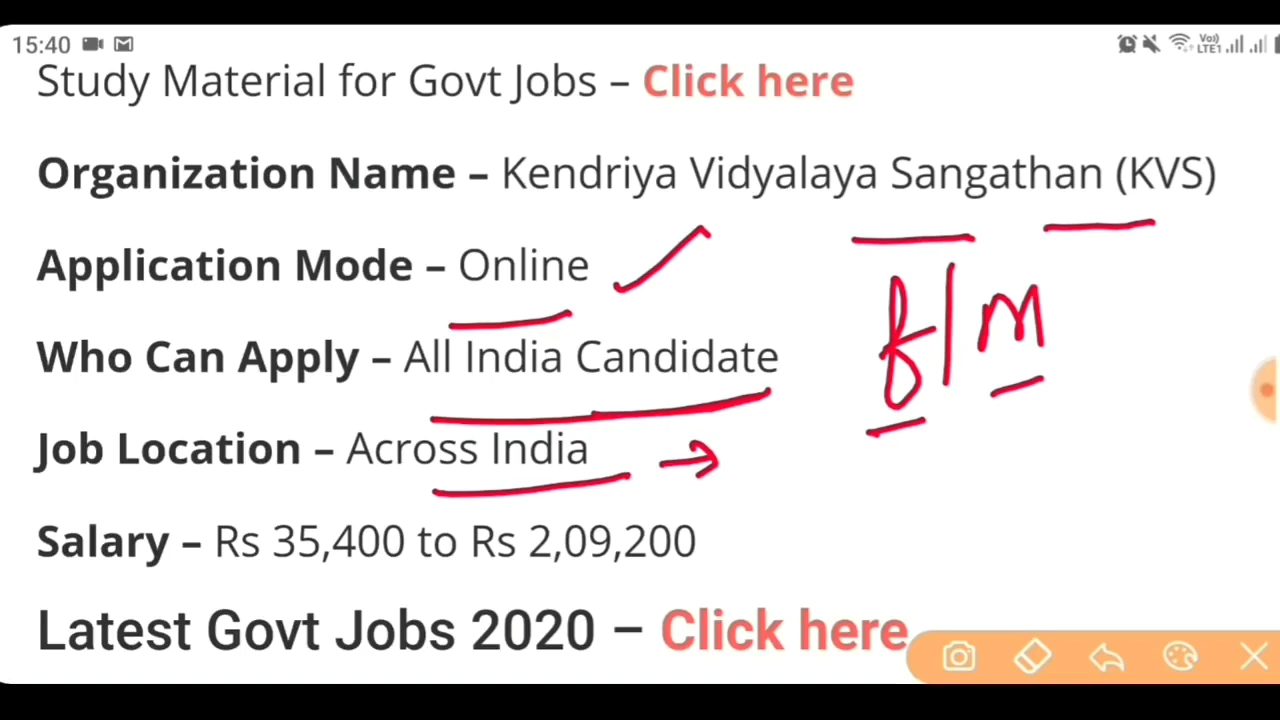 15:40 Vo) LTE1
Study Material for Govt Jobs – Click here
Organization Name – Kendriya Vidyalaya Sangathan (KVS)
Application Mode – Online
f/m
Who Can Apply – All India Candidate
Job Location – Across India
Salary – Rs 35,400 to Rs 2,09,200
Latest Govt Jobs 2020 – Click here